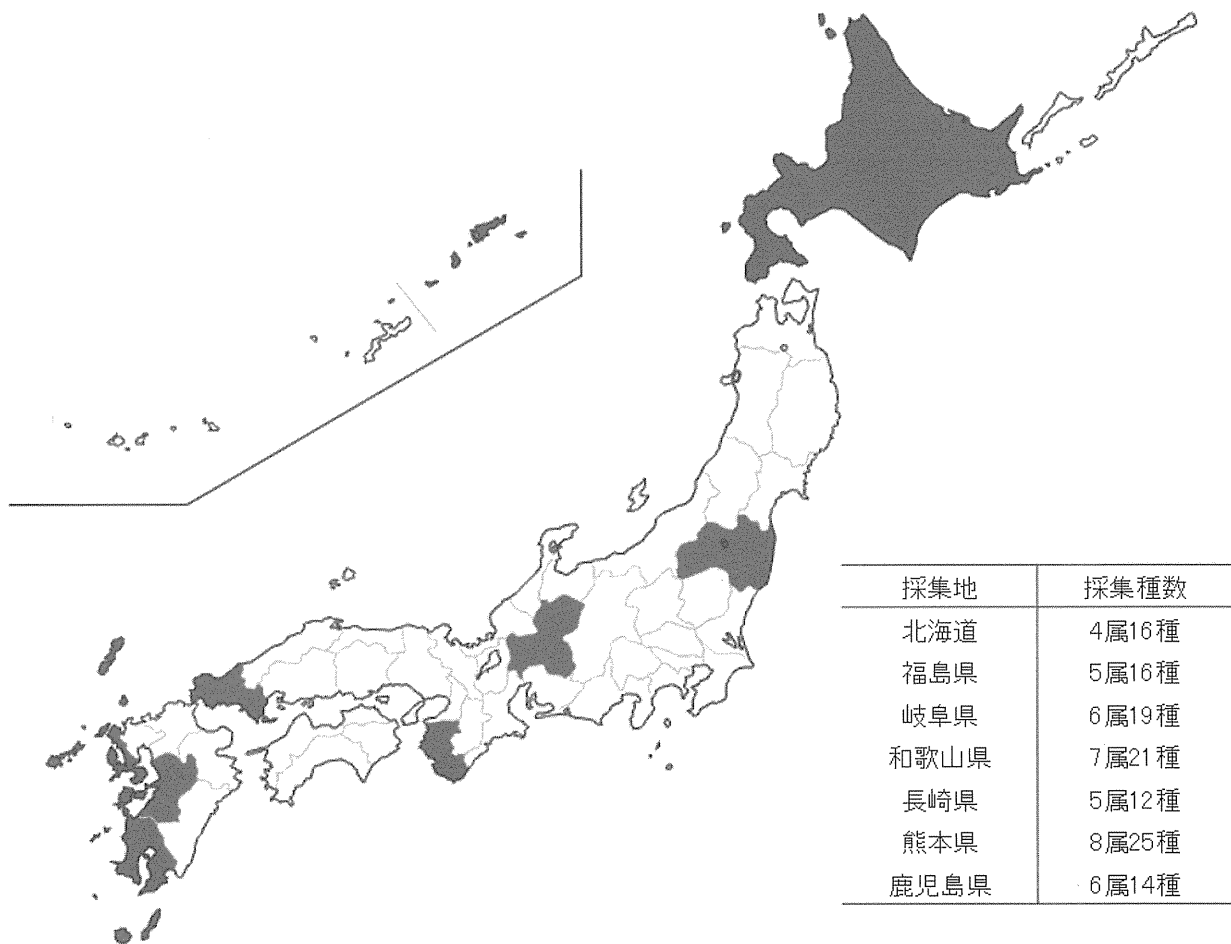 採集地 採集種数
北海道 4属16種
福島県 5属16種
岐阜県 6属19種
和歌山県 7属21種
長崎県 5属12種
熊本県 8属25種
鹿児島県 6属14種